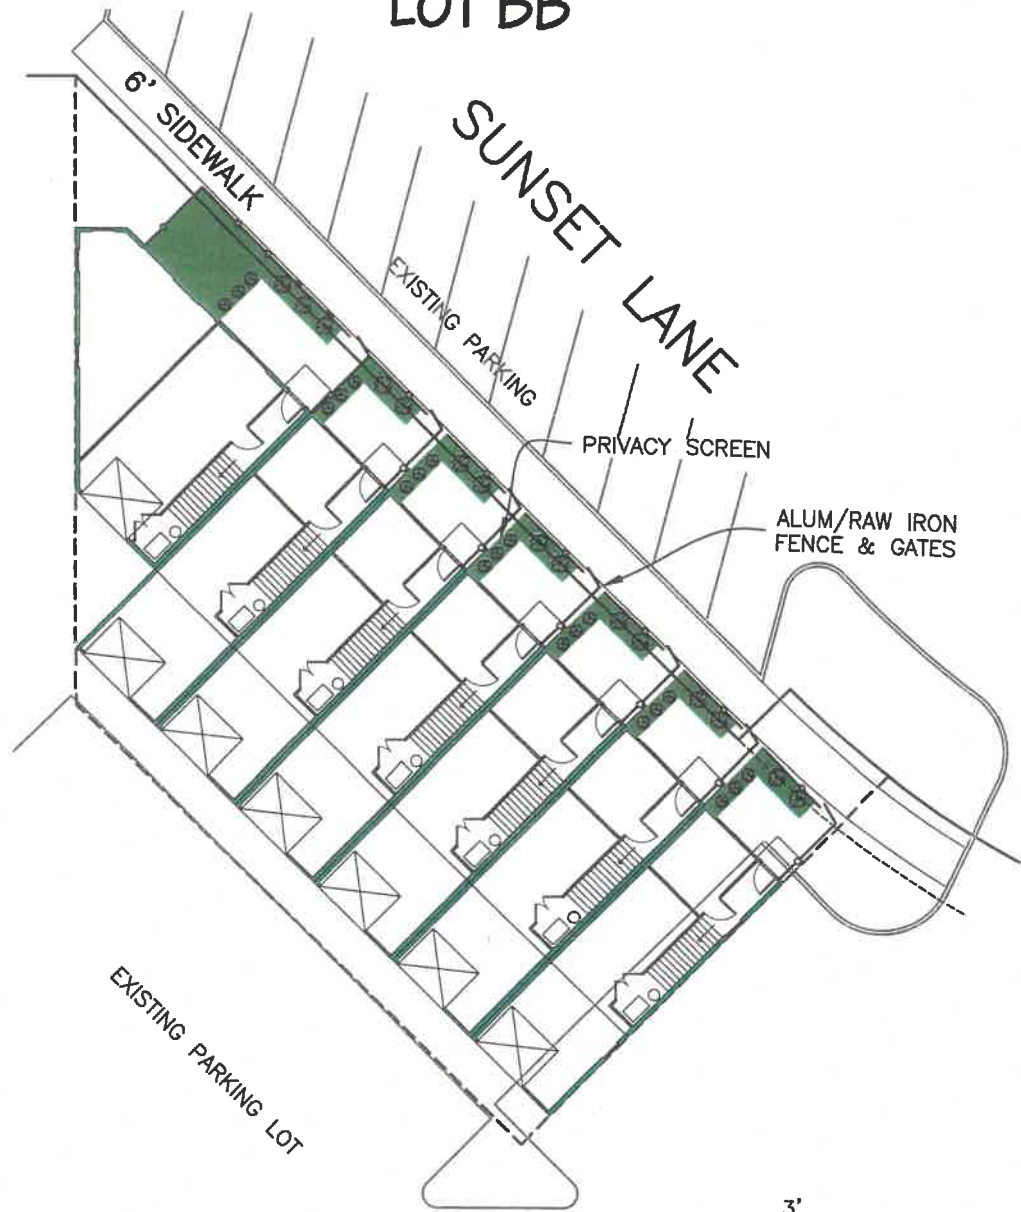 LOT BB
6' SIDEWALK
SUNSET LANE
EXISTING PARKING
PRIVACY SCREEN
ALUM/RAW IRON
FENCE & GATES
EXISTING PARKING LOT
3'